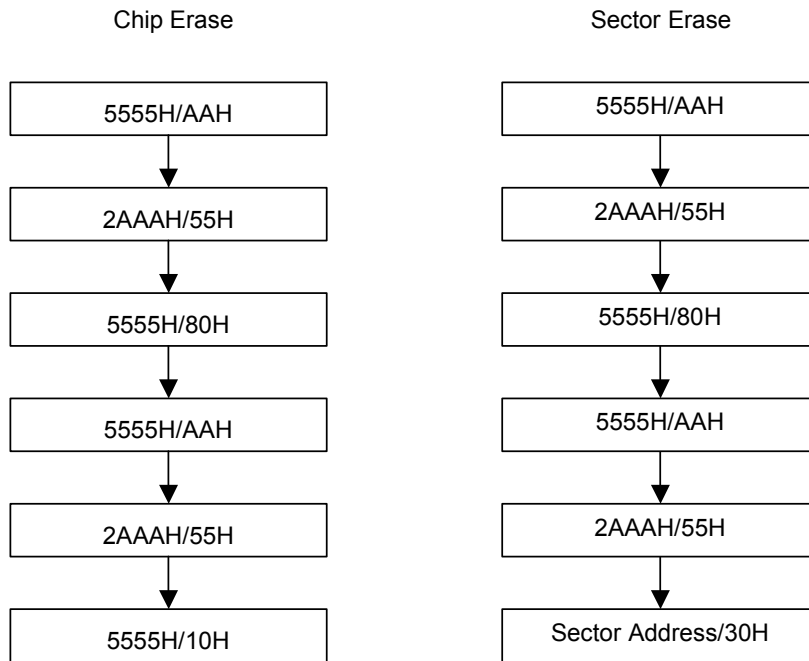 Chip Erase
5555H/AAH
2AAAH/55H
5555H/80H
5555H/AAH
2AAAH/55H
5555H/10H
Sector Erase
5555H/AAH
2AAAH/55H
5555H/80H
5555H/AAH
2AAAH/55H
Sector Address/30H